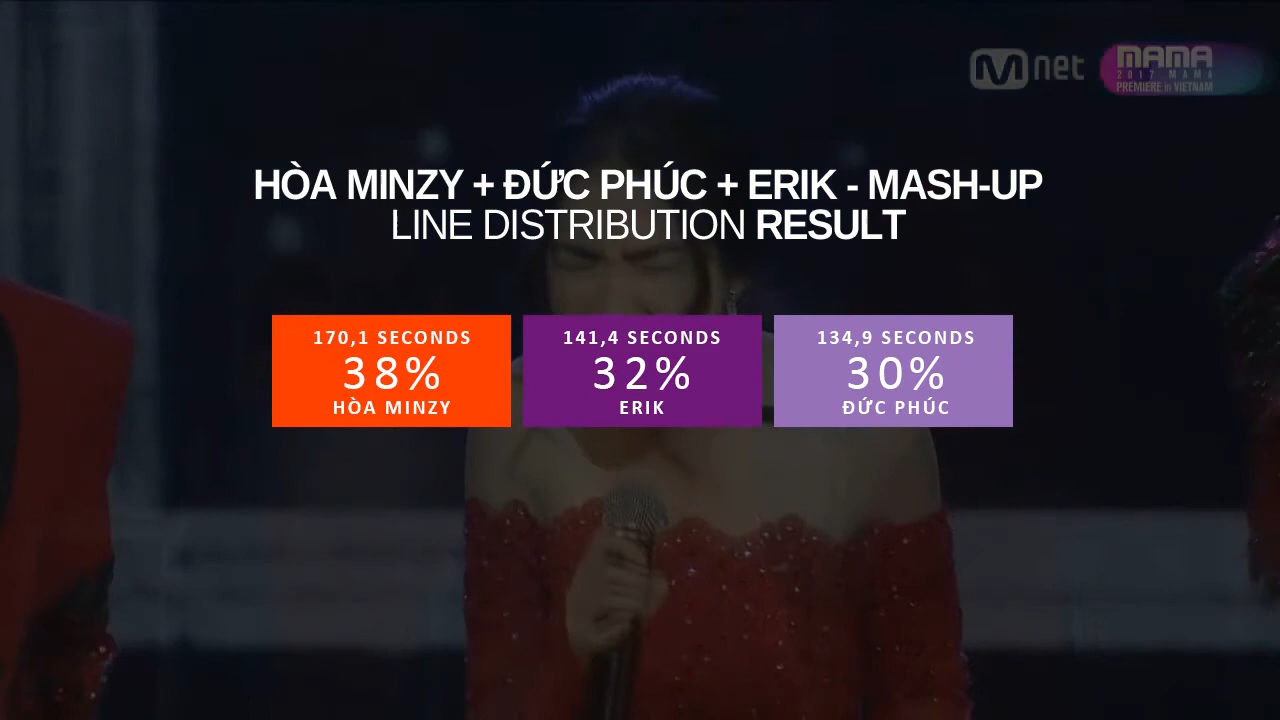 Mnet
MAMA
2017 MAMA
PREMIERE in VIETNAM
HÒA MINZY + ĐỨC PHÚC + ERIK - MASH-UP
LINE DISTRIBUTION RESULT
170,1 SECONDS
38%
HÒA MINZY
141,4 SECONDS
32%
ERIK
134,9 SECONDS
30%
ĐỨC PHÚC